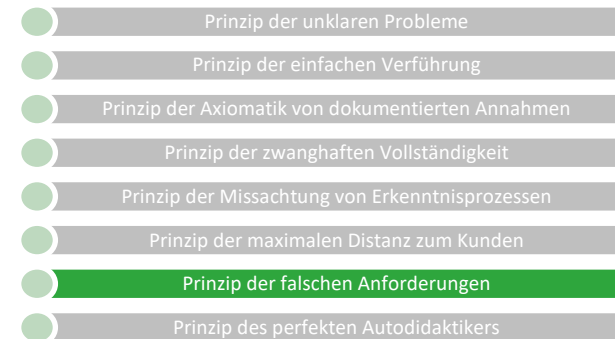 Prinzip der unklaren Probleme
Prinzip der einfachen Verführung
Prinzip der Axiomatik von dokumentierten Annahmen
Prinzip der zwanghaften Vollständigkeit
Prinzip der Missachtung von Erkenntnisprozessen
Prinzip der maximalen Distanz zum Kunden
Prinzip der falschen Anforderungen
Prinzip des perfekten Autodidaktikers